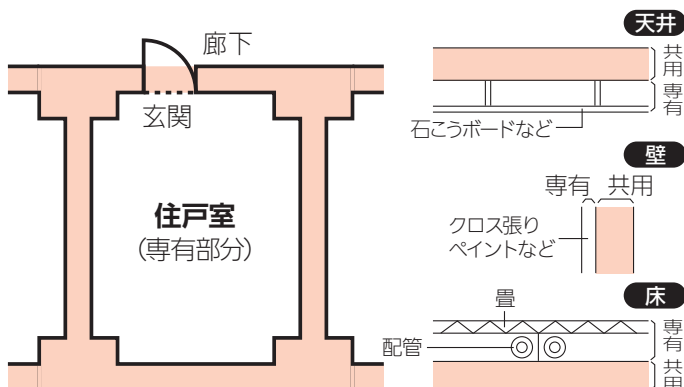 廊下
玄関
住戸室
(専有部分)
天井
共用
専有
石こうボードなど
壁
専有 共用
クロス張り
ペイントなど
床
畳
配管
専有
共用